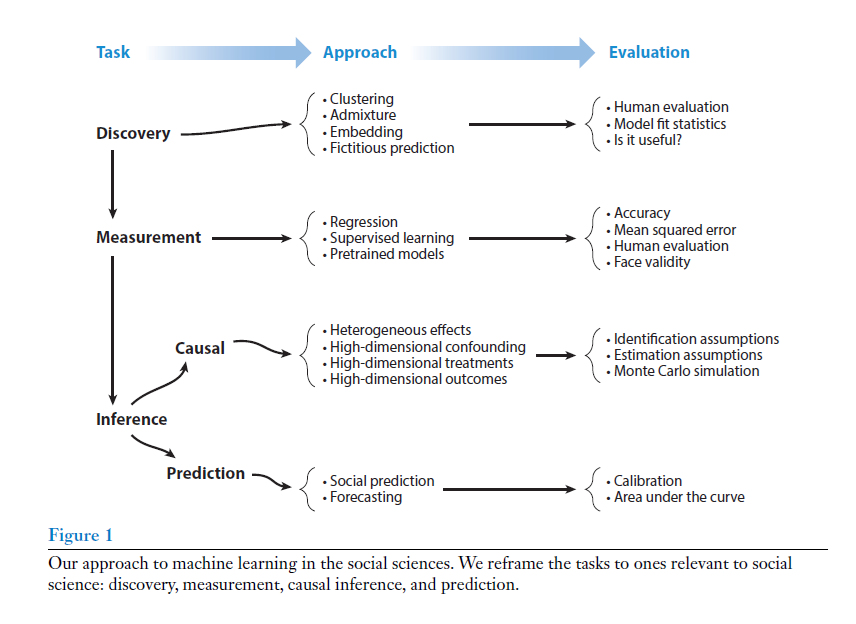 Task Approach Evaluation
Discovery
• Clustering
• Admixture
• Embedding
• Fictitious prediction
• Human evaluation
• Model fit statistics
• Is it useful?
Measurement
• Regression
• Supervised learning
• Pretrained models
• Accuracy
• Mean squared error
• Human evaluation
• Face validity
Causal
• Heterogeneous effects
• High-dimensional confounding
• High-dimensional treatments
• High-dimensional outcomes
• Identification assumptions
• Estimation assumptions
• Monte Carlo simulation
Inference
Prediction
• Social prediction
• Forecasting
• Calibration
• Area under the curve
Figure 1
Our approach to machine learning in the social sciences. We reframe the tasks to ones relevant to social
science: discovery, measurement, causal inference, and prediction.